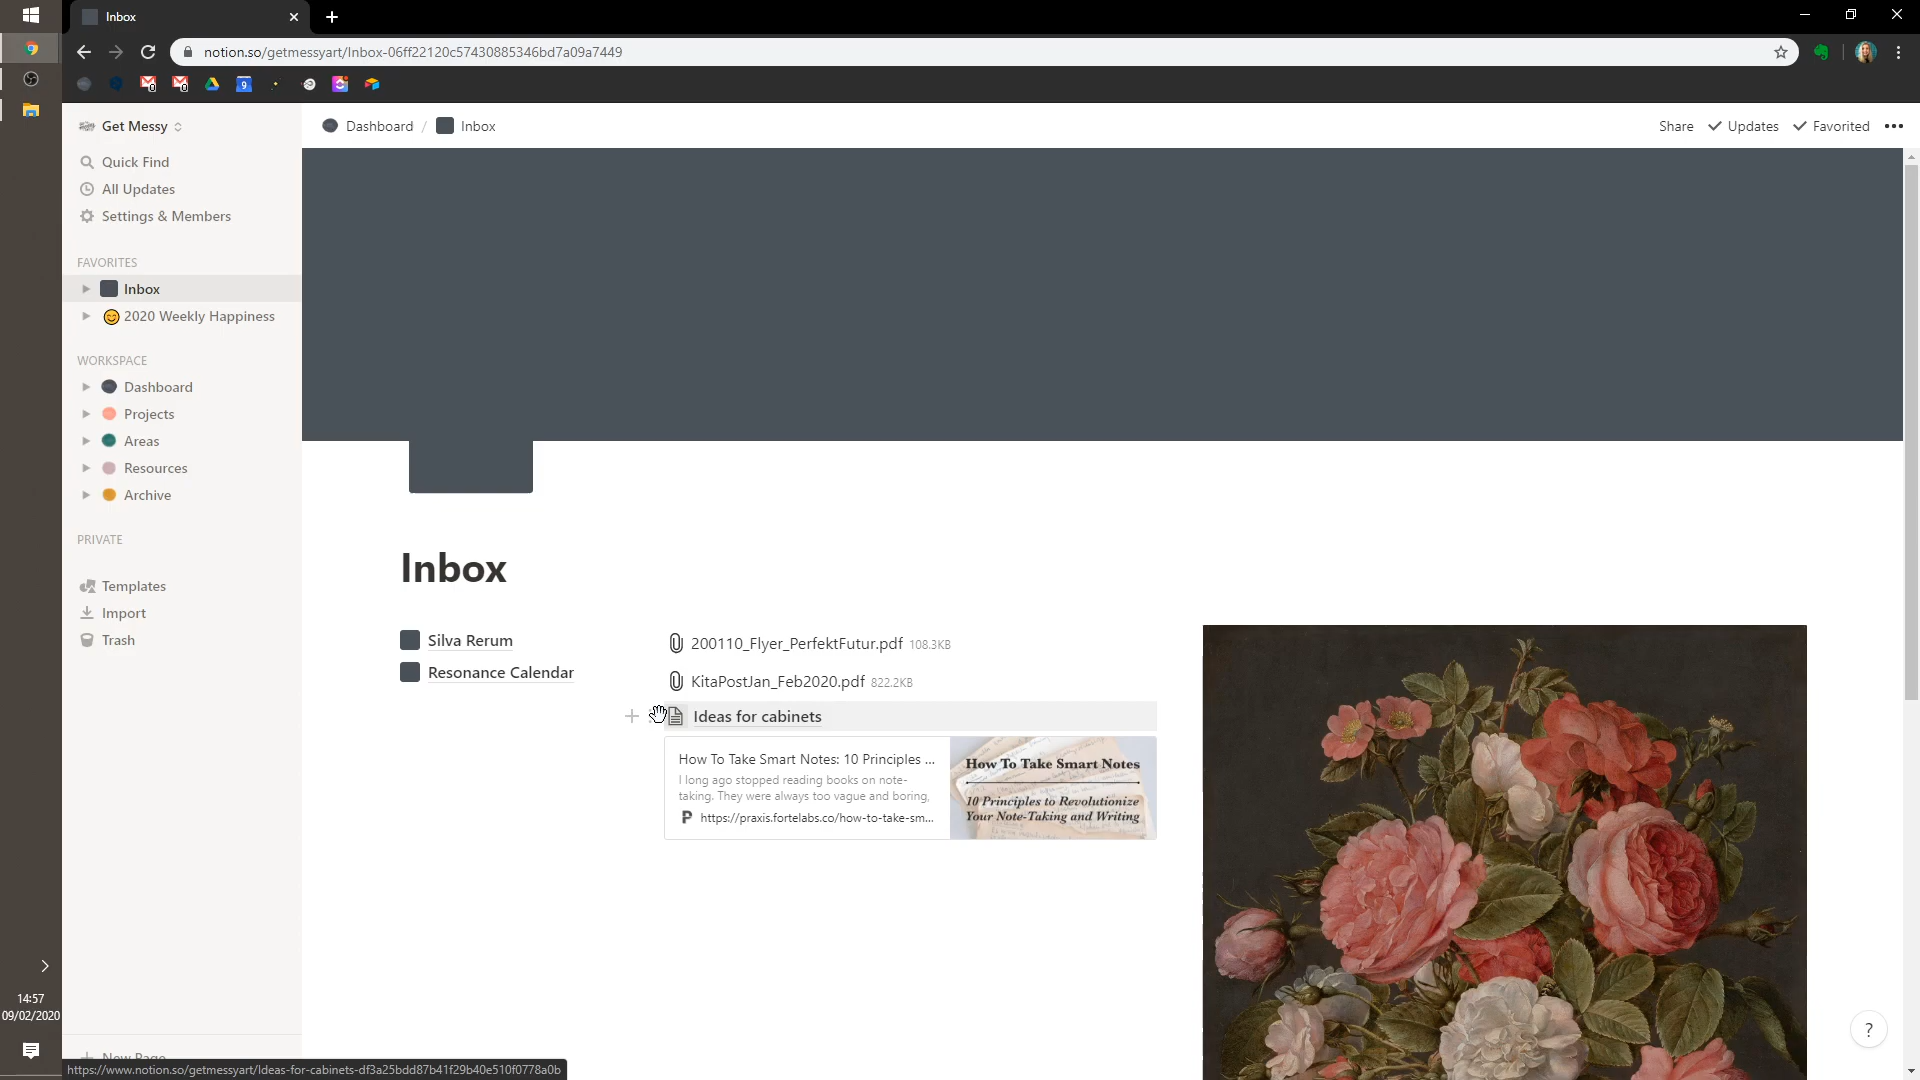 Inbox
notion.so/getmessyart/Inbox-06ff22120c57430885346bd7a09a7449
Get Messy
Dashboard / Inbox
Share
Updates
Favorited
Quick Find
All Updates
Settings & Members
FAVORITES
Inbox
2020 Weekly Happiness
WORKSPACE
Dashboard
Projects
Areas
Resources
Archive
PRIVATE
Templates
Import
Trash
Inbox
Silva Rerum
Resonance Calendar
200110_Flyer_PerfektFutur.pdf 108.3KB
KitaPostJan_Feb2020.pdf 822.2KB
Ideas for cabinets
How To Take Smart Notes: 10 Principles ...
I long ago stopped reading books on note-
taking. They were always too vague and boring,
https://praxis.fortelabs.co/how-to-take-sm...
How To Take Smart Notes
10 Principles to Revolutionize
Your Note-Taking and Writing
14:57
09/02/2020
?
New Page
https://www.notion.so/getmessyart/Ideas-for-cabinets-df3a25bdd87b41f29b40e510f0778a0b